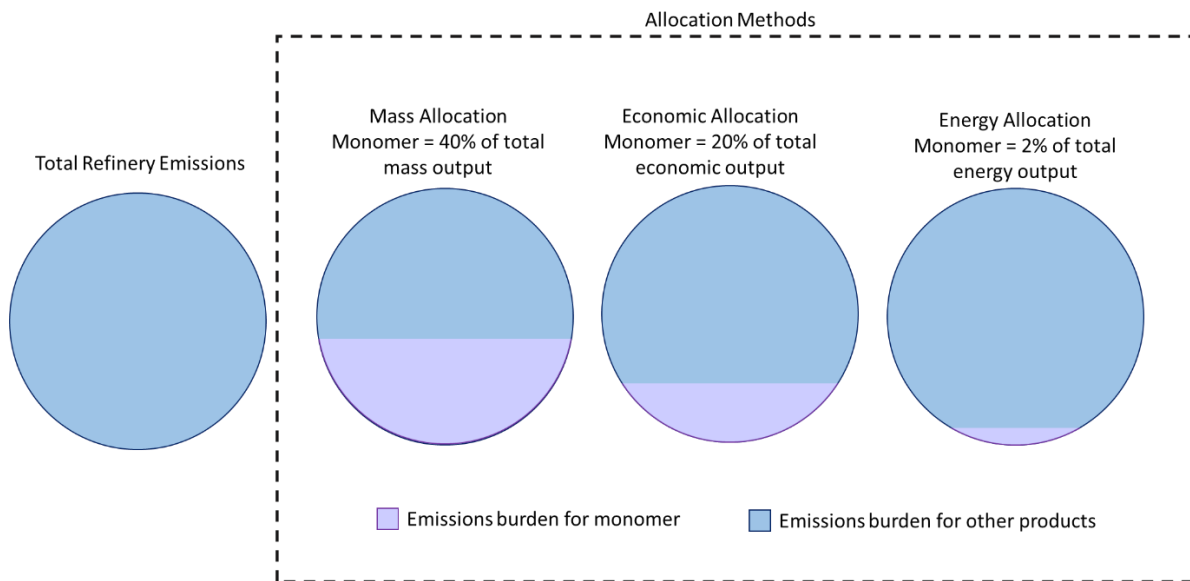 Allocation Methods
Total Refinery Emissions
Mass Allocation
Monomer = 40% of total
mass output
Economic Allocation
Monomer = 20% of total
economic output
Energy Allocation
Monomer = 2% of total
energy output
Emissions burden for monomer
Emissions burden for other products